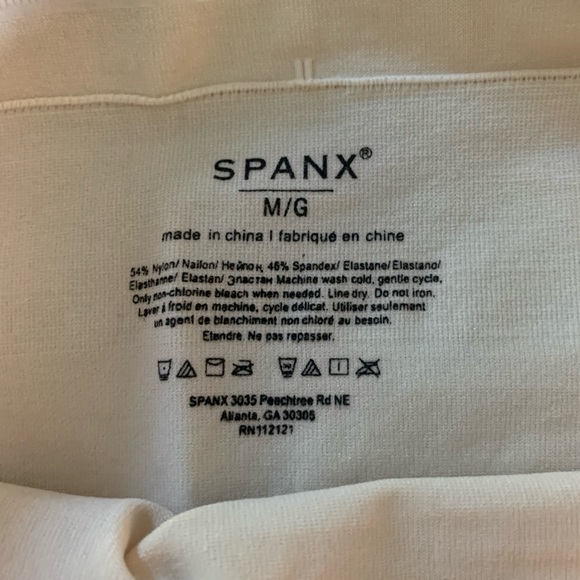 SPANX®
M/G
made in china | fabriqué en chine
54% Nylon/ Nailon/ Нейлон, 46% Spandex/ Elastane/Elastano/
Elasthanne/ Elastan/ Эластан Machine wash cold, gentle cycle,
Only non-chlorine bleach when needed. Line dry. Do not iron.
Laver à froid en machine, cycle délicat. Utiliser seulement
un agent de blanchiment non chloré au besoin.
Etendre. Ne pas repasser.
SPANX 3035 Peachtree Rd NE
Atlanta, GA 30305
RN112121